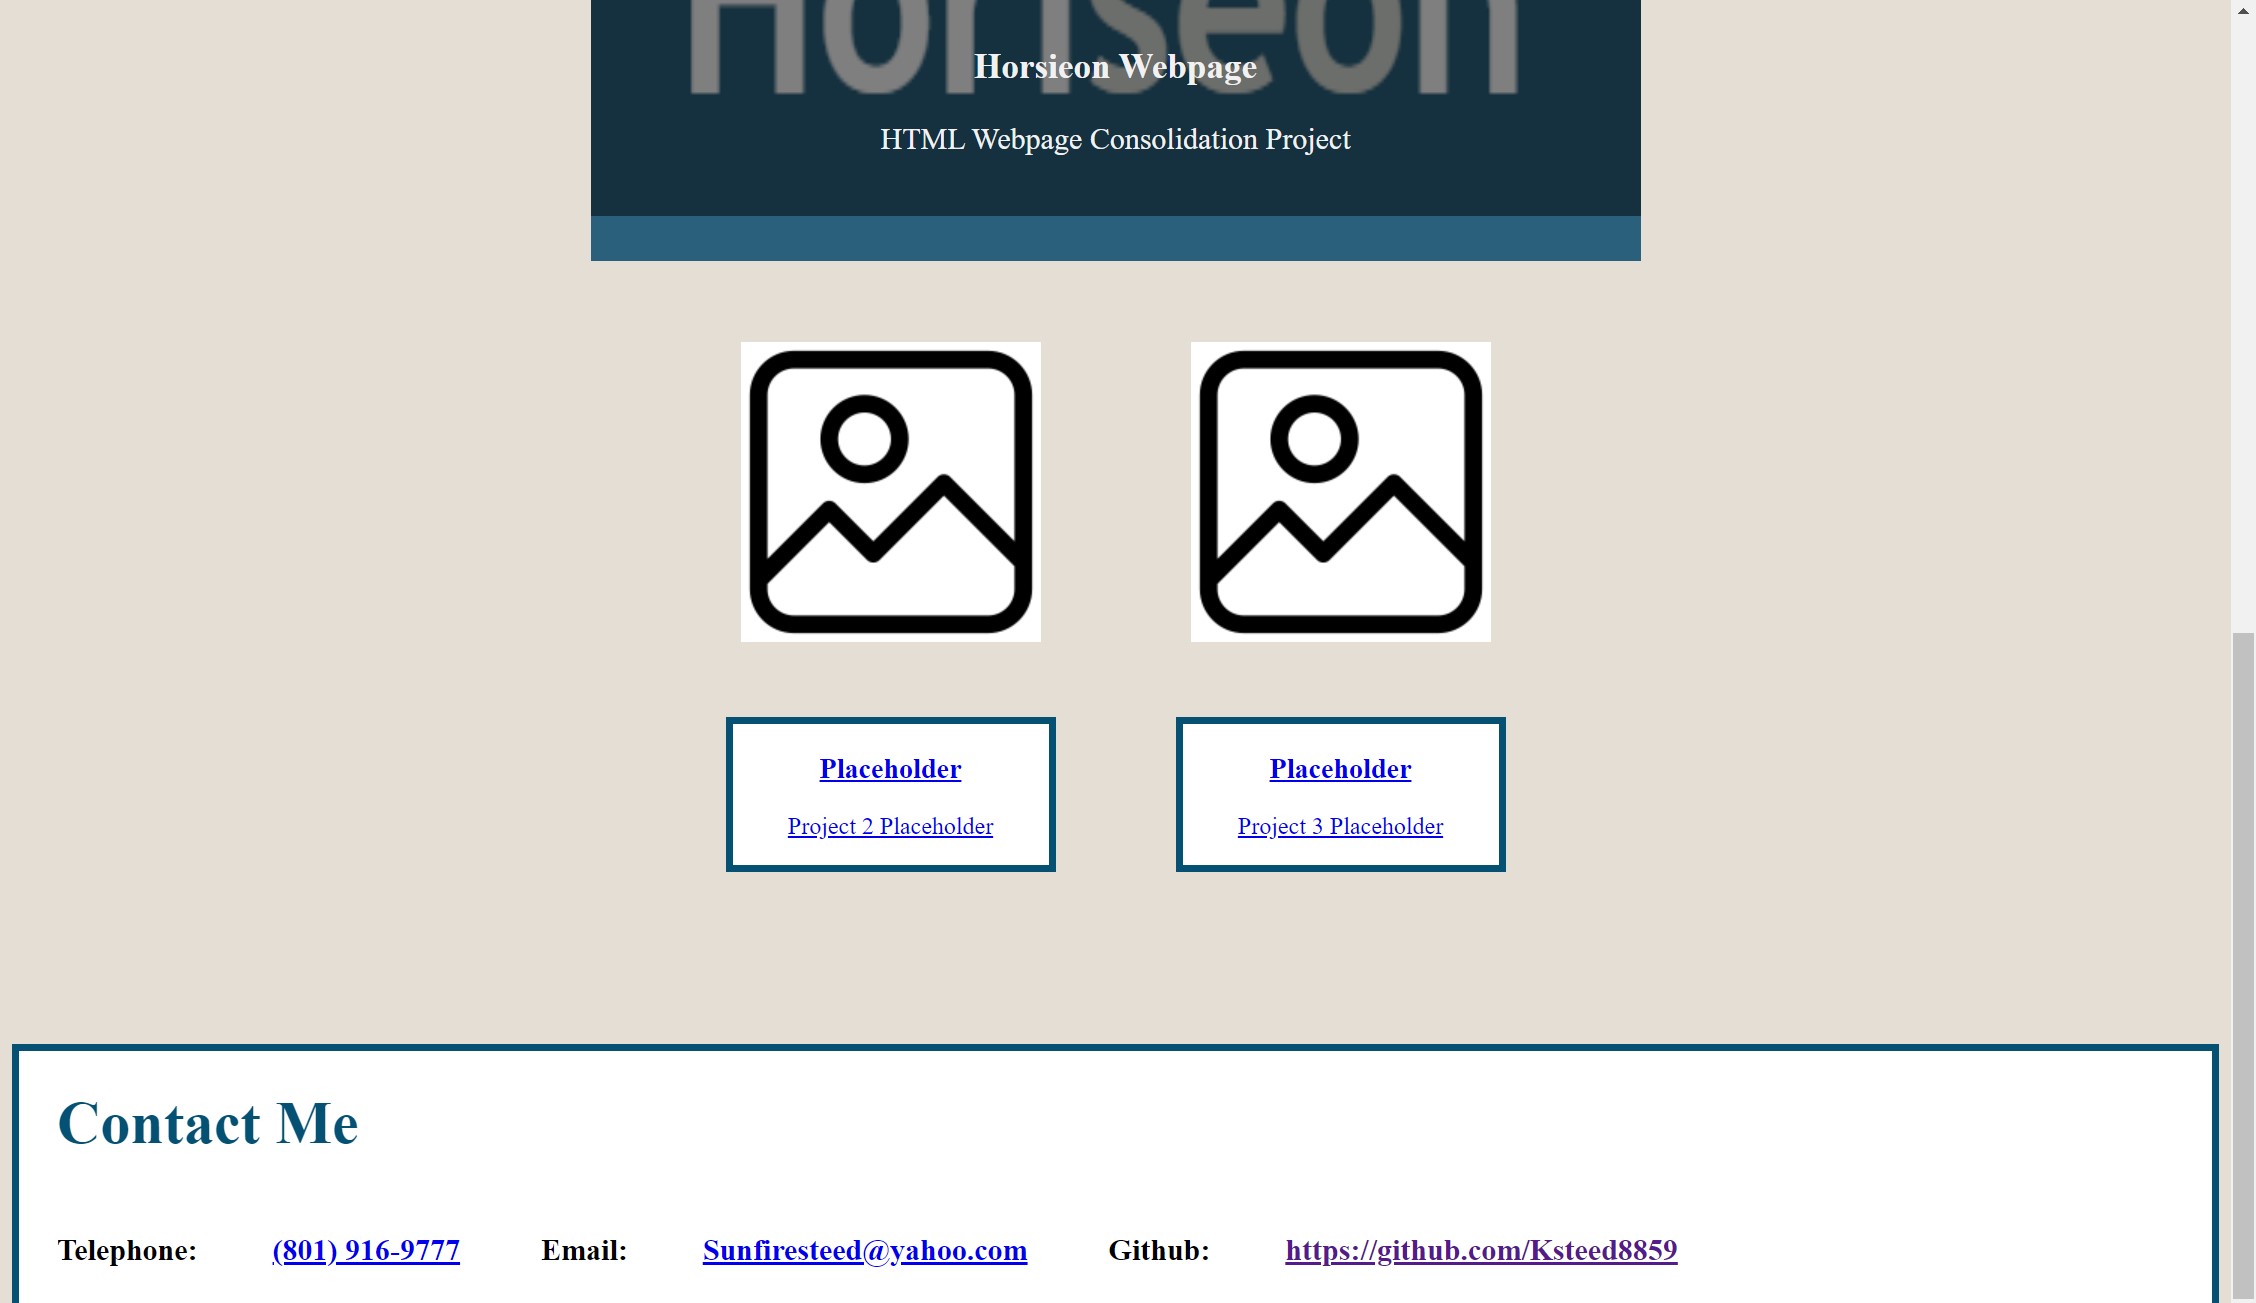 Horiseon
Horsieon Webpage
HTML Webpage Consolidation Project
Placeholder
Project 2 Placeholder
Placeholder
Project 3 Placeholder
Contact Me
Telephone: (801) 916-9777 Email: Sunfiresteed@yahoo.com Github: https://github.com/Ksteed8859